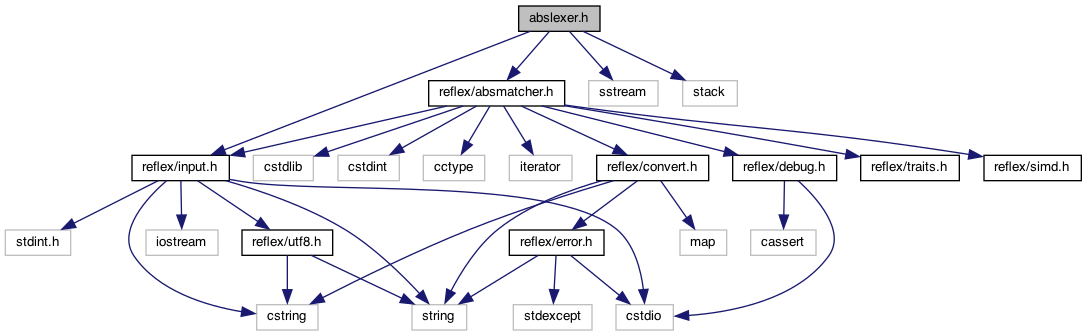 abslexer.h
reflex/absmatcher.h
sstream
stack
reflex/input.h
cstdlib
cstdint
cctype
iterator
reflex/convert.h
reflex/debug.h
reflex/traits.h
reflex/simd.h
stdint.h
iostream
reflex/utf8.h
reflex/error.h
map
cassert
cstring
string
stdexcept
cstdio